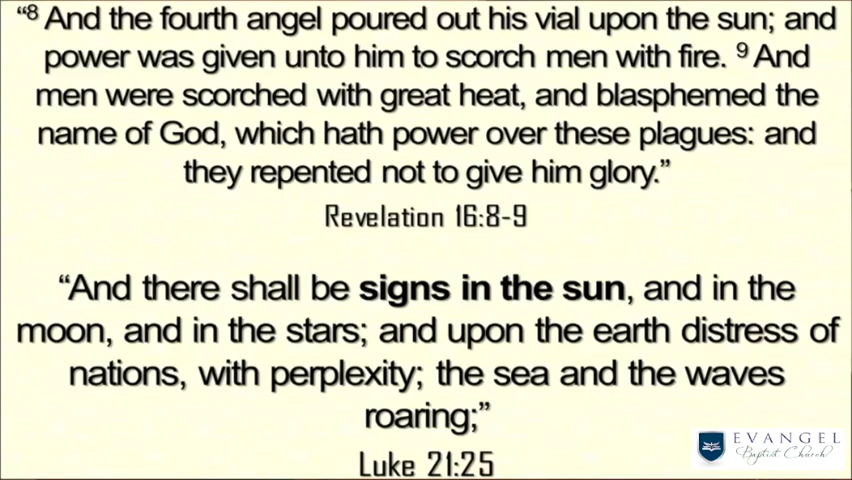 “⁸ And the fourth angel poured out his vial upon the sun; and
power was given unto him to scorch men with fire. ⁹ And
men were scorched with great heat, and blasphemed the
name of God, which hath power over these plagues: and
they repented not to give him glory.”
Revelation 16:8-9
“And there shall be signs in the sun, and in the
moon, and in the stars; and upon the earth distress of
nations, with perplexity; the sea and the waves
roaring;”
Luke 21:25
EVANGEL
Baptist Church